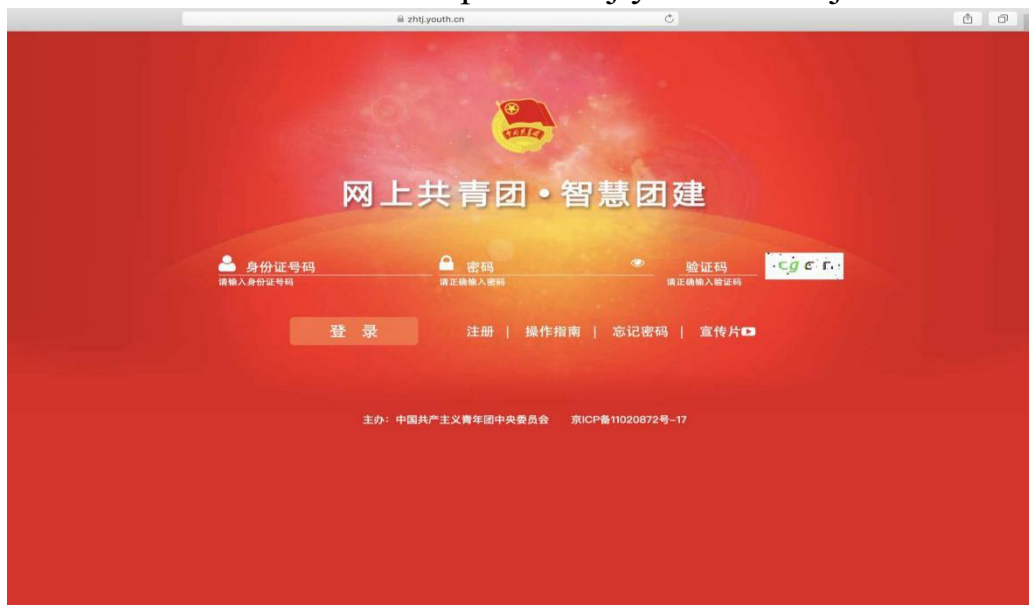 zhtj.youth.cn
网上共青团·智慧团建
身份证号码 密码 验证码
请输入身份证号码 请正确输入密码 请正确输入验证码
登 录 注册 | 操作指南 | 忘记密码 | 宣传片
主办：中国共产主义青年团中央委员会 京ICP备11020872号-17